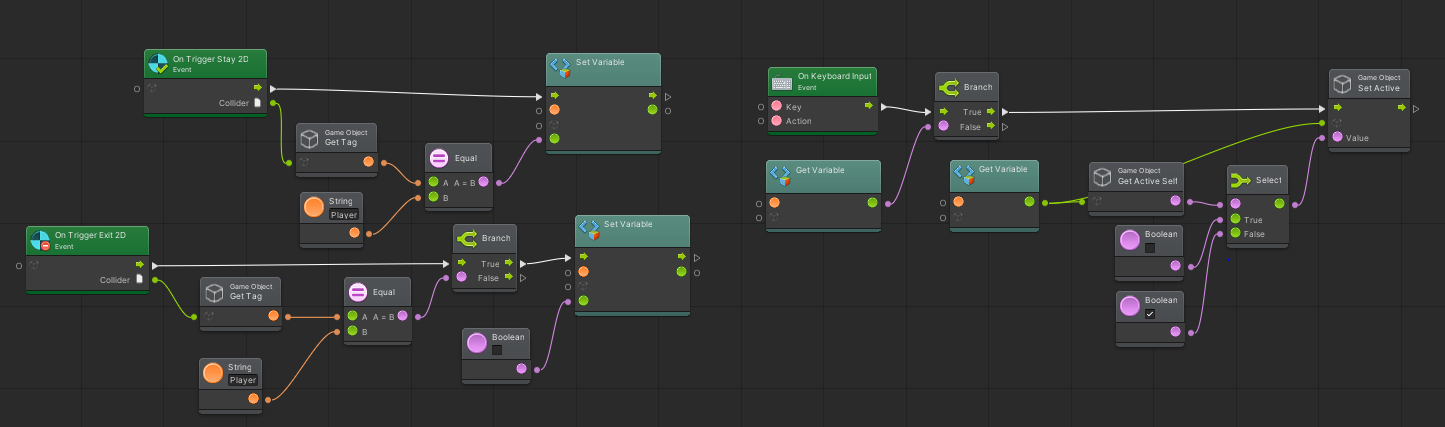 On Trigger Stay 2D
Event
Collider
Game Object
Get Tag
String
Player
Equal
A A = B
B
Set Variable
On Trigger Exit 2D
Event
Collider
Game Object
Get Tag
String
Player
Equal
A A = B
B
Branch
True
False
Boolean
Set Variable
On Keyboard Input
Event
Key
Action
Get Variable
Branch
True
False
Get Variable
Game Object
Get Active Self
Boolean
Boolean
Select
True
False
Game Object
Set Active
Value